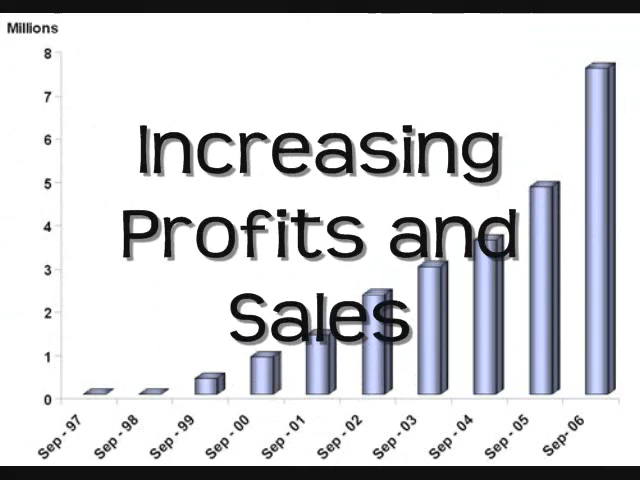 Millions
8
7
6
5
4
3
2
1
0
Increasing
Profits and
Sales
Sep - 97
Sep - 98
Sep - 99
Sep - 00
Sep - 01
Sep - 02
Sep - 03
Sep - 04
Sep - 05
Sep- 06